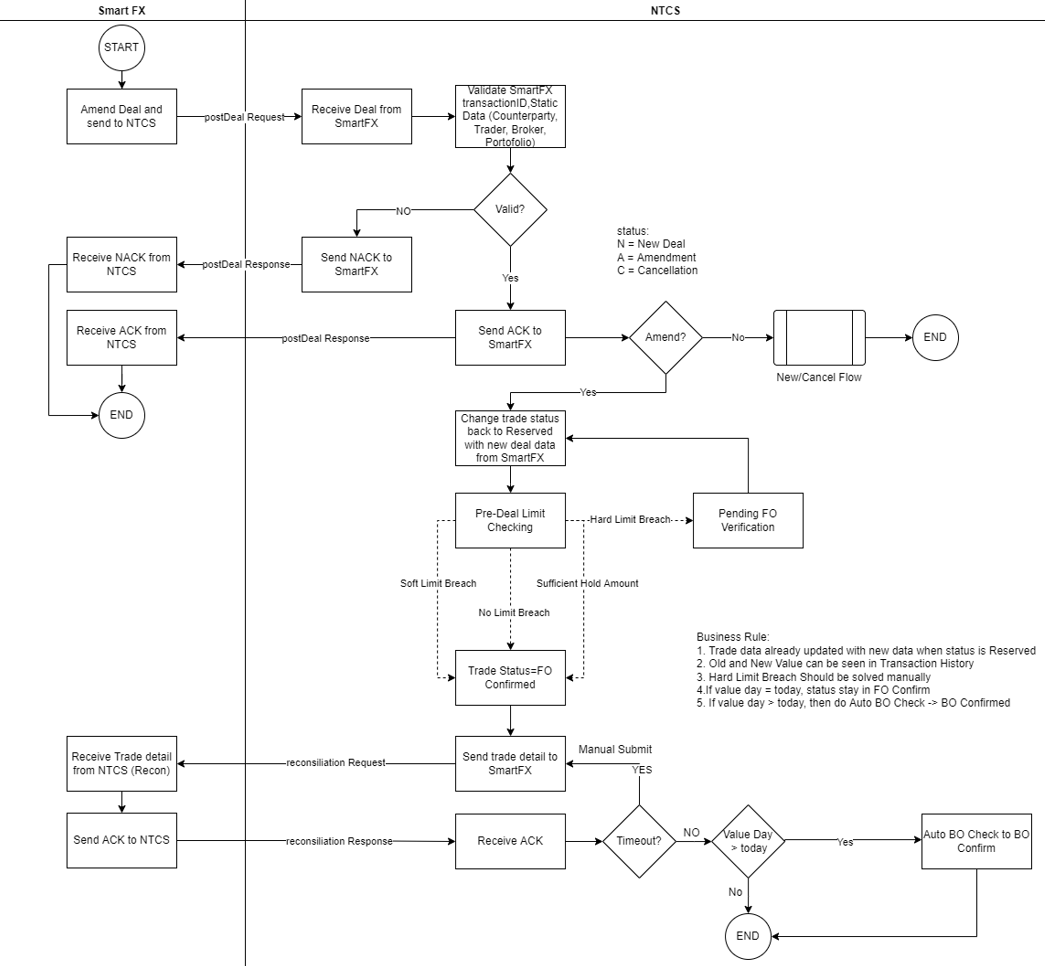 Smart FX
NTCS
START
Amend Deal and
send to NTCS
postDeal Request
Receive Deal from
SmartFX
Validate SmartFX
transactionID,Static
Data (Counterparty,
Trader, Broker,
Portofolio)
Valid?
NO
Yes
Send NACK to
SmartFX
postDeal Response
Receive NACK from
NTCS
status:
N = New Deal
A = Amendment
C = Cancellation
Receive ACK from
NTCS
postDeal Response
Send ACK to
SmartFX
Amend?
No
New/Cancel Flow
END
END
Yes
Change trade status
back to Reserved
with new deal data
from SmartFX
Pre-Deal Limit
Checking
Hard Limit Breach
Pending FO
Verification
Soft Limit Breach
Sufficient Hold Amount
No Limit Breach
Trade Status=FO
Confirmed
Business Rule:
1. Trade data already updated with new data when status is Reserved
2. Old and New Value can be seen in Transaction History
3. Hard Limit Breach Should be solved manually
4.If value day = today, status stay in FO Confirm
5. If value day > today, then do Auto BO Check -> BO Confirmed
Receive Trade detail
from NTCS (Recon)
reconsiliation Request
Send trade detail to
SmartFX
Manual Submit
YES
Send ACK to NTCS
reconsiliation Response
Receive ACK
Timeout?
NO
Value Day
> today
Yes
Auto BO Check to BO
Confirm
No
END